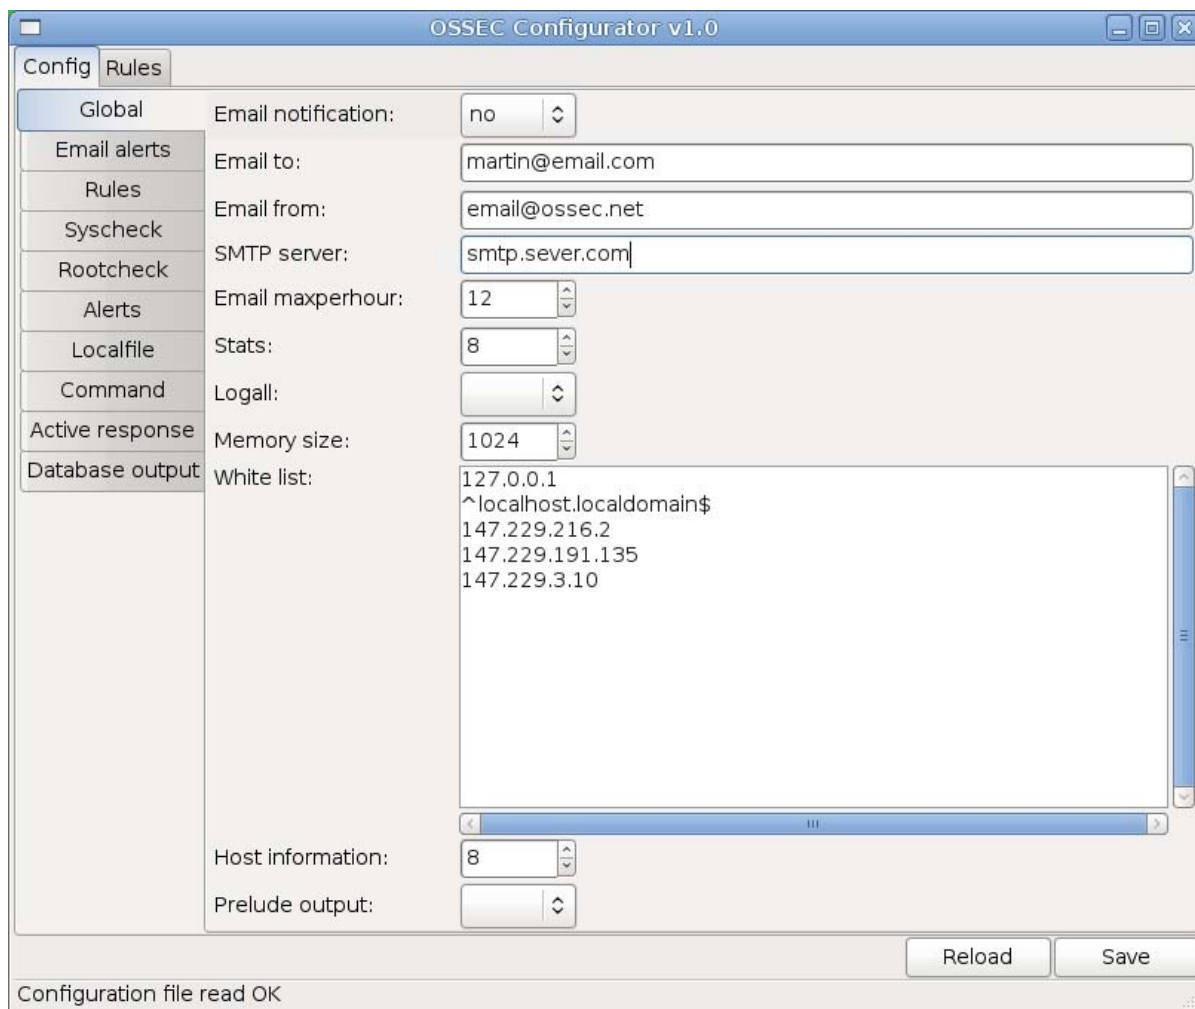 OSSEC Configurator v1.0
Config Rules
Global
Email alerts
Rules
Syscheck
Rootcheck
Alerts
Localfile
Command
Active response
Database output
Email notification: no
Email to: martin@email.com
Email from: email@ossec.net
SMTP server: smtp.sever.com
Email maxperhour: 12
Stats: 8
Logall:
Memory size: 1024
White list:
127.0.0.1
^localhost.localdomain$
147.229.216.2
147.229.191.135
147.229.3.10
Host information: 8
Prelude output:
Reload Save
Configuration file read OK